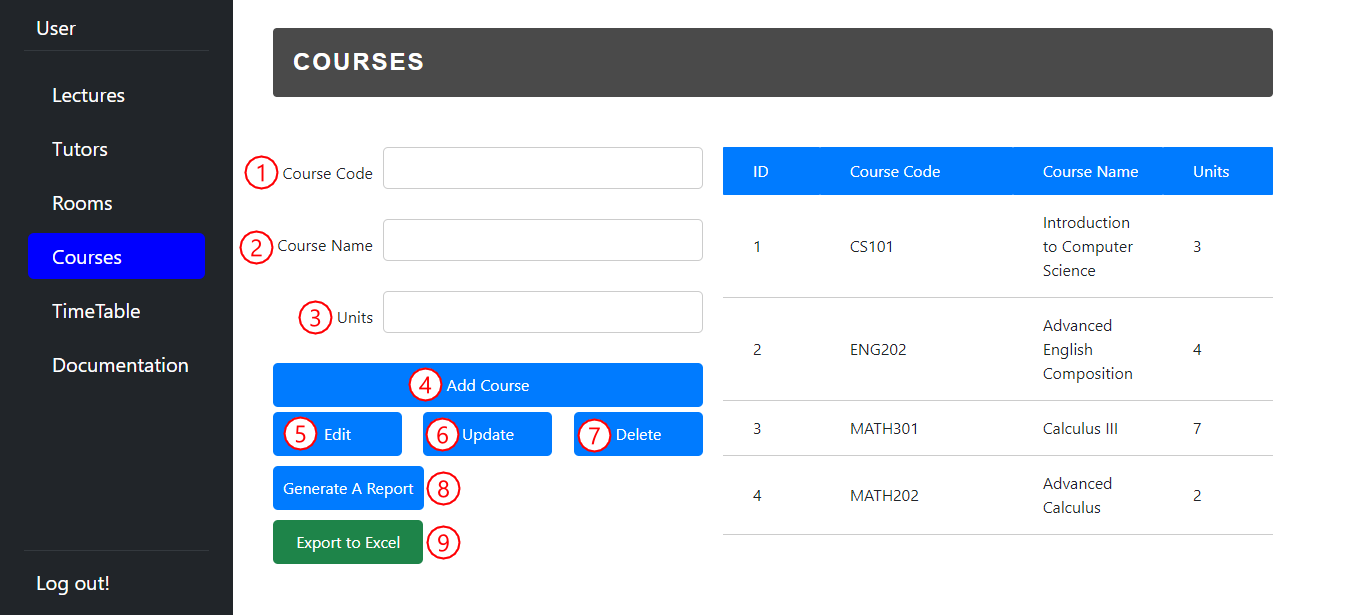 User
Lectures
Tutors
Rooms
Courses
TimeTable
Documentation
Log out!
COURSES
1 Course Code
2 Course Name
3 Units
4 Add Course
5 Edit 6 Update 7 Delete
Generate A Report 8
Export to Excel 9
ID Course Code Course Name Units
Introduction
1 CS101 to Computer 3
Science
Advanced
2 ENG202 English 4
Composition
3 MATH301 Calculus III 7
Advanced
4 MATH202 2
Calculus